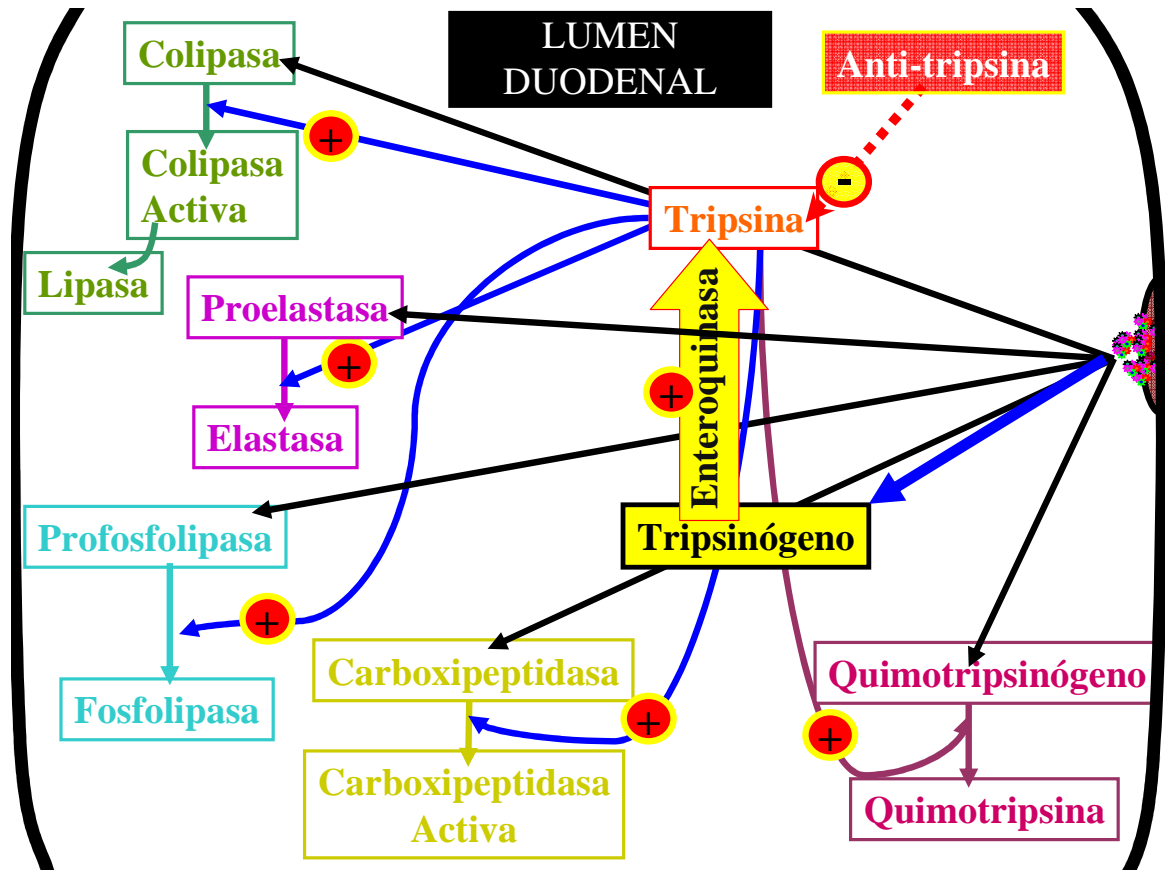 LUMEN
DUODENAL
Colipasa
Anti-tripsina
+
Colipasa
Activa
-
Tripsina
Lipasa
Proelastasa
+
Enteroquinasa
+
Elastasa
Profosfolipasa
Tripsinógeno
+
Carboxipeptidasa
Quimotripsinógeno
Fosfolipasa
+
+
Carboxipeptidasa
Activa
Quimotripsina